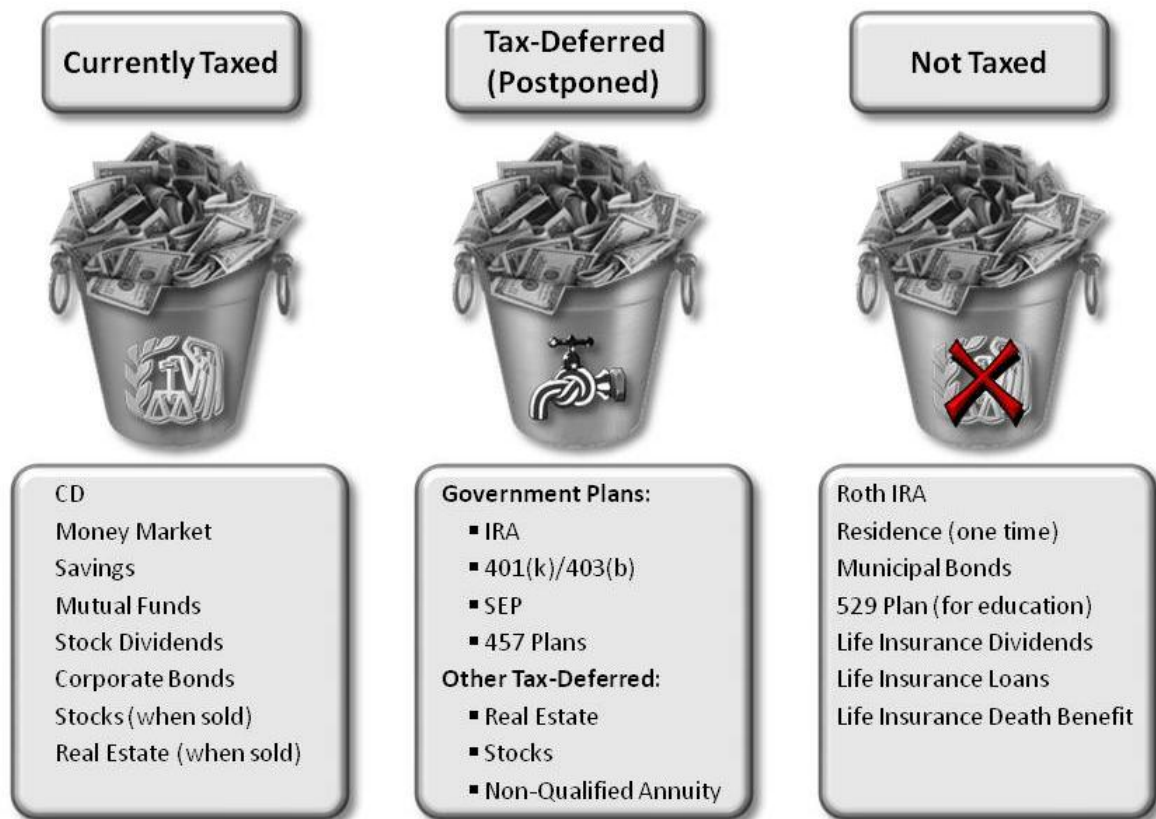 Currently Taxed
CD
Money Market
Savings
Mutual Funds
Stock Dividends
Corporate Bonds
Stocks (when sold)
Real Estate (when sold)
Tax-Deferred
(Postponed)
Government Plans:
▪ IRA
▪ 401(k)/403(b)
▪ SEP
▪ 457 Plans
Other Tax-Deferred:
▪ Real Estate
▪ Stocks
▪ Non-Qualified Annuity
Not Taxed
Roth IRA
Residence (one time)
Municipal Bonds
529 Plan (for education)
Life Insurance Dividends
Life Insurance Loans
Life Insurance Death Benefit